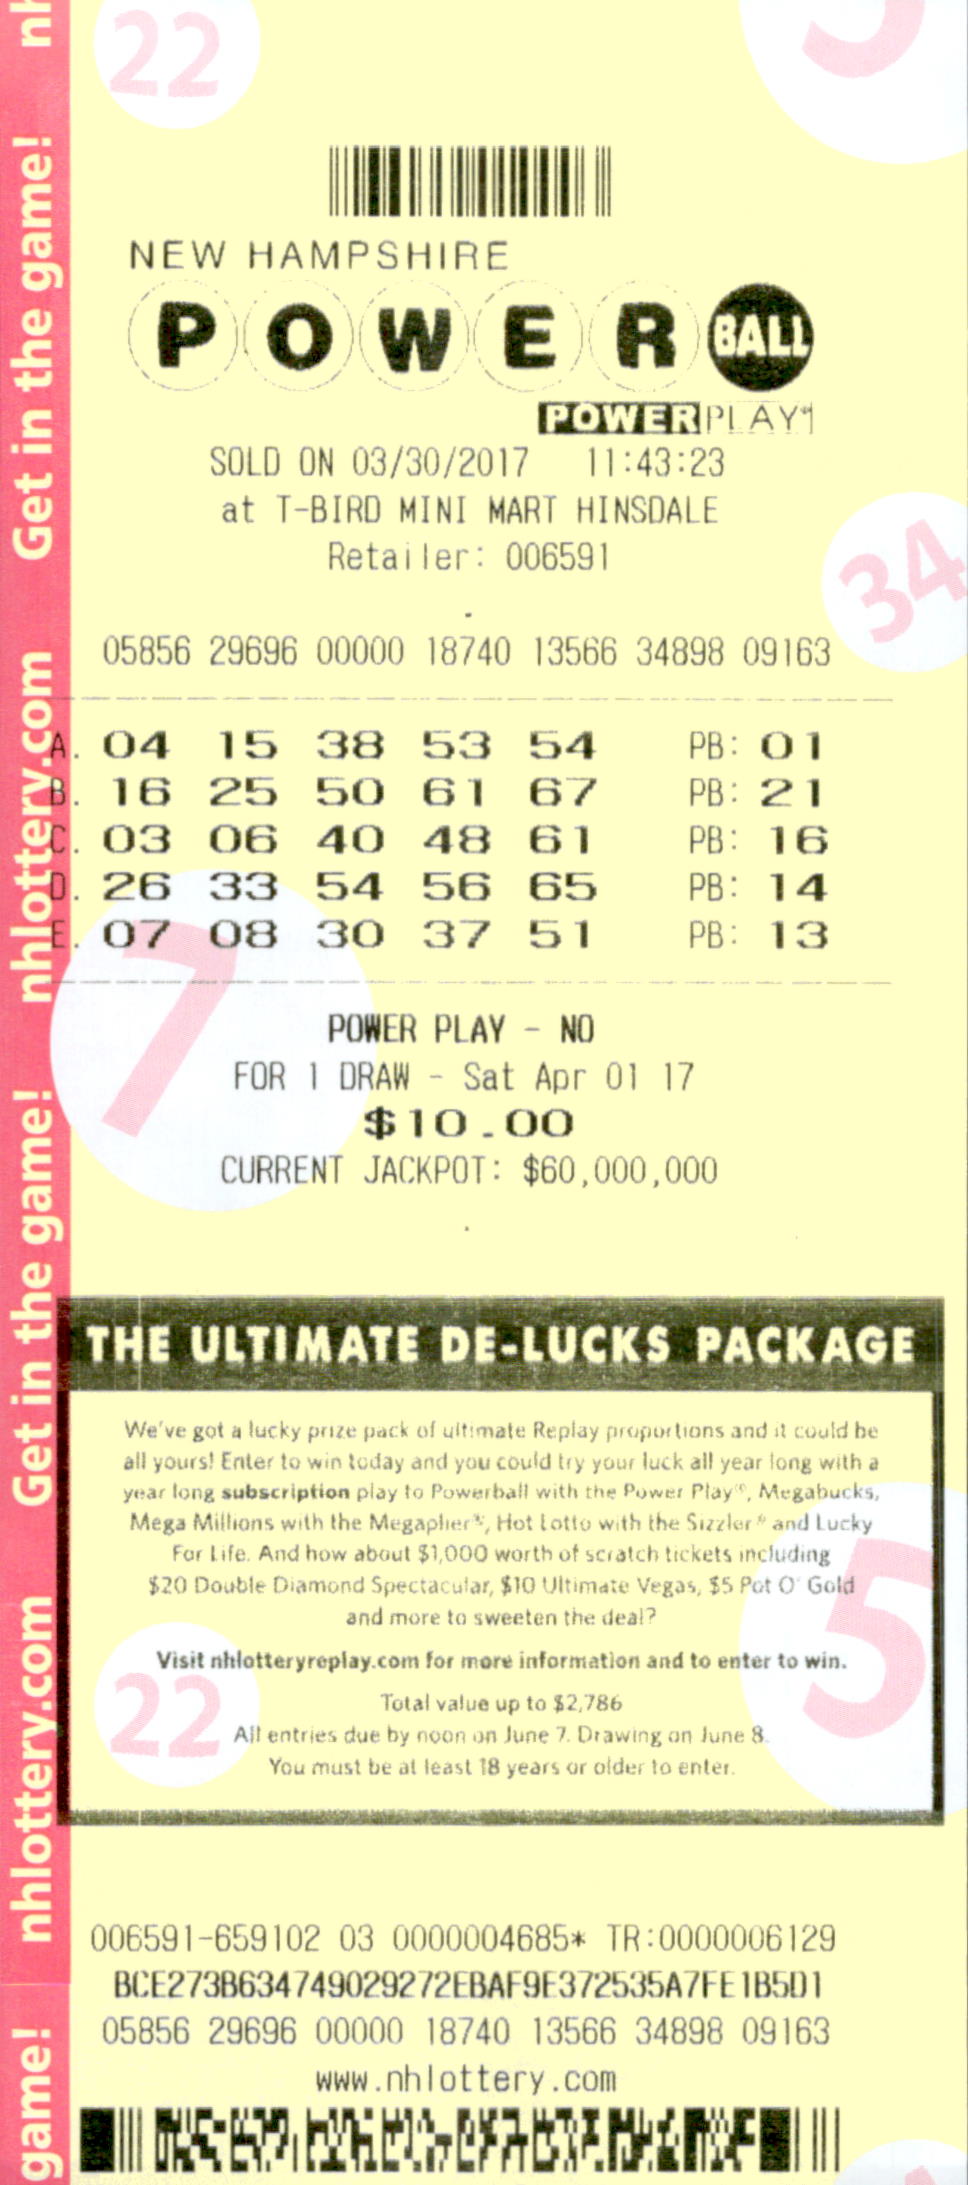 22
5
NEW HAMPSHIRE
POWER BALL
POWERPLAY®
SOLD ON 03/30/2017 11:43:23
at T-BIRD MINI MART HINSDALE
Retailer: 006591
34
05856 29696 00000 18740 13566 34898 09163
A. 04 15 38 53 54 PB: 01
B. 16 25 50 61 67 PB: 21
C. 03 06 40 48 61 PB: 16
D. 26 33 54 56 65 PB: 14
E. 07 08 30 37 51 PB: 13
7
POWER PLAY - NO
FOR 1 DRAW - Sat Apr 01 17
$10.00
CURRENT JACKPOT: $60,000,000
THE ULTIMATE DE-LUCKS PACKAGE
We've got a lucky prize pack of ultimate Replay proportions and it could be
all yours! Enter to win today and you could try your luck all year long with a
year long subscription play to Powerball with the Power Play®, Megabucks,
Mega Millions with the Megaplier®, Hot Lotto with the Sizzler® and Lucky
For Life. And how about $1,000 worth of scratch tickets including
$20 Double Diamond Spectacular, $10 Ultimate Vegas, $5 Pot O' Gold
and more to sweeten the deal?
Visit nhlotteryreplay.com for more information and to enter to win.
Total value up to $2,786
All entries due by noon on June 7. Drawing on June 8.
You must be at least 18 years or older to enter.
22
5
006591-659102 03 0000004685* TR:0000006129
BCE273B634749029272EBAF9E372535A7FE1B5D1
05856 29696 00000 18740 13566 34898 09163
www.nhlottery.com
game!
nhlottery.com
Get in the game!
nhlottery.com
Get in the game!
nh